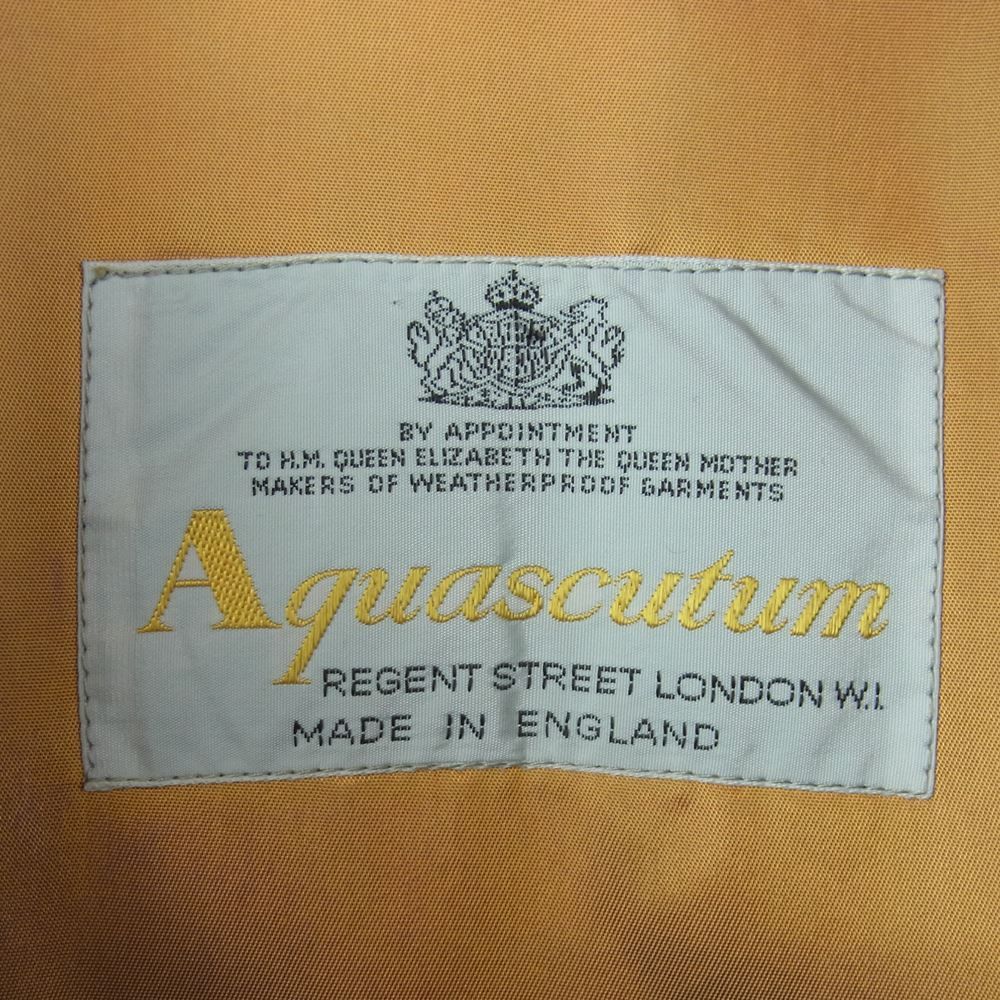 BY APPOINTMENT
TO H.M. QUEEN ELIZABETH THE QUEEN MOTHER
MAKERS OF WEATHERPROOF GARMENTS
Aquascutum
REGENT STREET LONDON W.I.
MADE IN ENGLAND